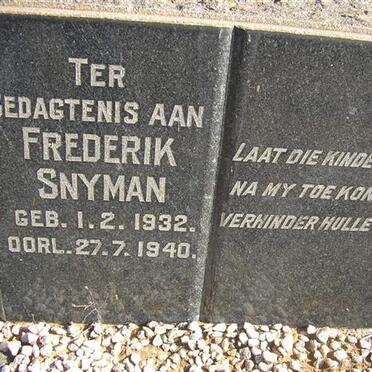 TER
GEDAGTENIS AAN
FREDERIK
SNYMAN
GEB. 1.2. 1932.
OORL. 27.7. 1940.
LAAT DIE KINDE
NA MY TOE KOM
VERHINDER HULLE